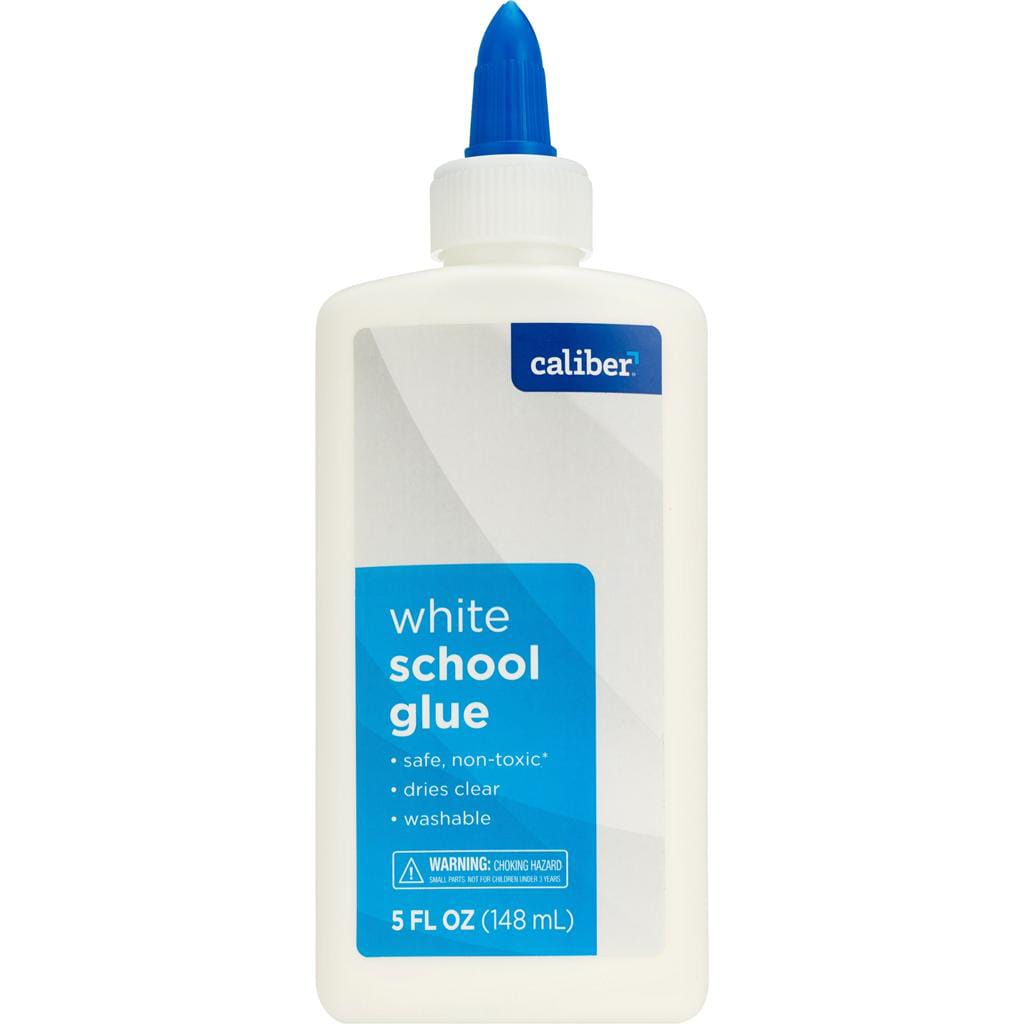 caliber
white
school
glue
• safe, non-toxic*
• dries clear
• washable
WARNING: CHOKING HAZARD
SMALL PARTS. NOT FOR CHILDREN UNDER 3 YEARS.
5 FL OZ (148 mL)